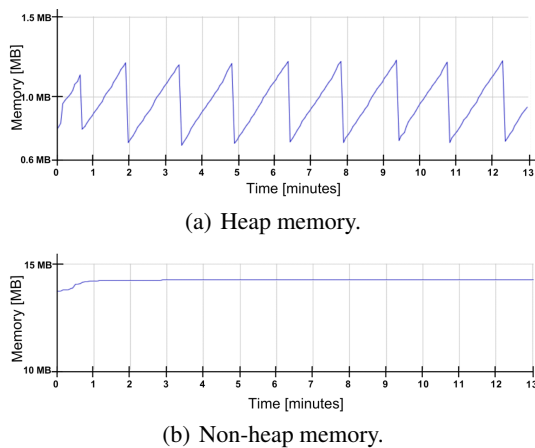 1.5 MB
Memory [MB]
1.0 MB
0.6 MB
0 1 2 3 4 5 6 7 8 9 10 11 12 13
Time [minutes]
(a) Heap memory.
15 MB
Memory [MB]
10 MB
0 1 2 3 4 5 6 7 8 9 10 11 12 13
Time [minutes]
(b) Non-heap memory.